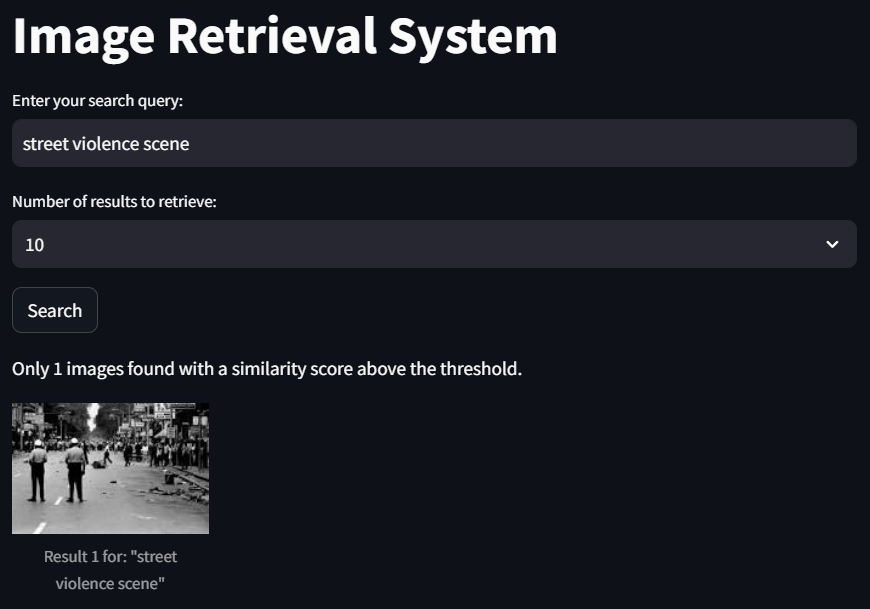 Image Retrieval System
Enter your search query:
street violence scene
Number of results to retrieve:
10
Search
Only 1 images found with a similarity score above the threshold.
Result 1 for: "street
violence scene"